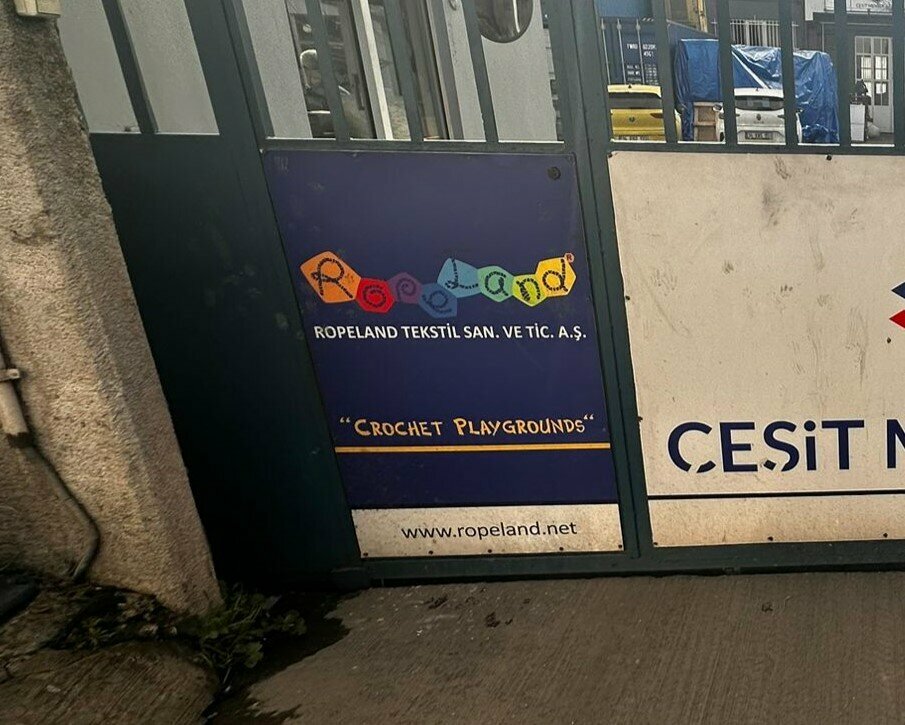 RopeLand®
ROPELAND TEKSTİL SAN. VE TİC. A.Ş.
"CROCHET PLAYGROUNDS"
www.ropeland.net
ÇEŞİT